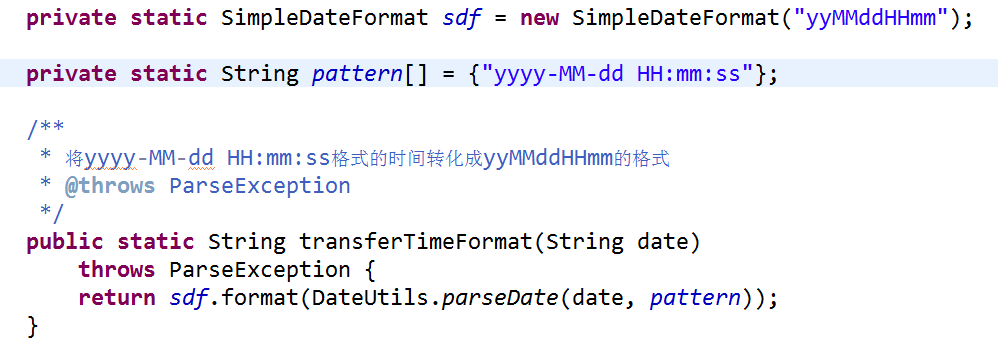 private static SimpleDateFormat sdf = new SimpleDateFormat("yyMMddHHmm");
private static String pattern[] = {"yyyy-MM-dd HH:mm:ss"};
/**
 * 将yyyy-MM-dd HH:mm:ss格式的时间转化成yyMMddHHmm的格式
 * @throws ParseException
 */
public static String transferTimeFormat(String date)
    throws ParseException {
    return sdf.format(DateUtils.parseDate(date, pattern));
}